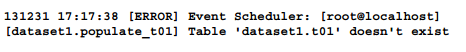 131231 17:17:38 [ERROR] Event Scheduler: [root@localhost]
[dataset1.populate_t01] Table 'dataset1.t01' doesn't exist